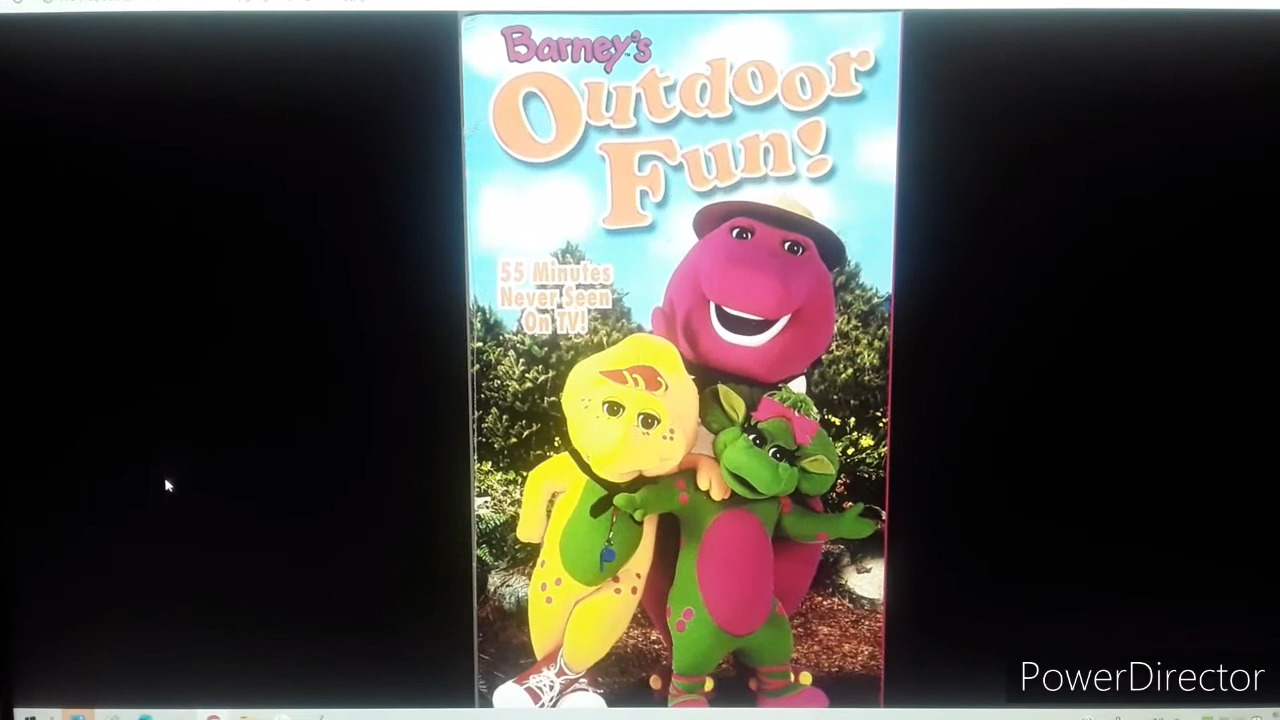 Barney's
Outdoor
Fun!
55 Minutes
Never Seen
On TV!
PowerDirector